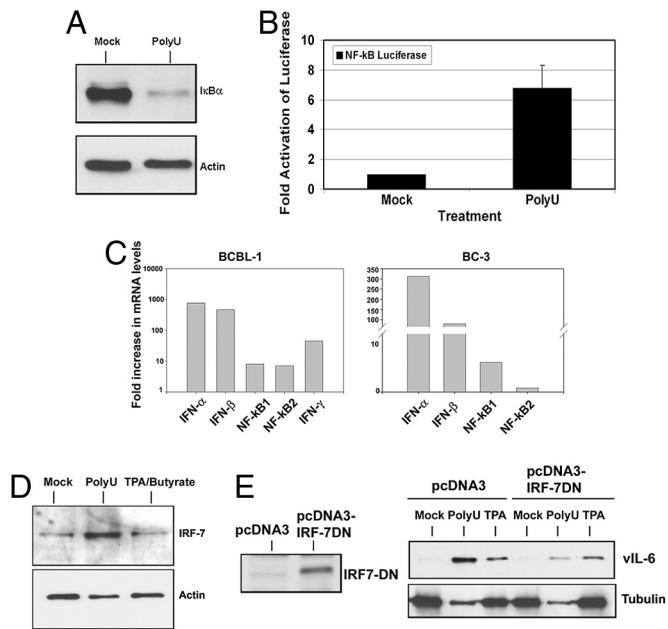 A
Mock PolyU
IκBα
Actin
B
Fold Activation of Luciferase
10
8
6
4
2
0
NF-kB Luciferase
Mock PolyU
Treatment
C
BCBL-1
Fold increase in mRNA levels
10000
1000
100
10
1
IFN-α IFN-β NF-kB1 NF-kB2 IFN-γ
BC-3
350
300
250
200
150
100
10
0
IFN-α IFN-β NF-kB1 NF-kB2
D
Mock PolyU TPA/Butyrate
IRF-7
Actin
E
pcDNA3
pcDNA3-
IRF-7DN
IRF7-DN
pcDNA3
pcDNA3-
IRF-7DN
Mock PolyU TPA Mock PolyU TPA
vIL-6
Tubulin